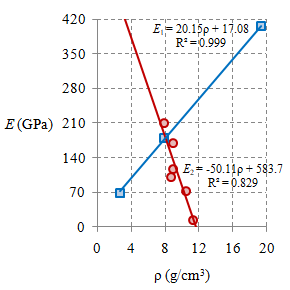 420
E₁ = 20.15ρ + 17.08
R² = 0.999
350
280
E (GPa)
210
140
E₂ = -50.11ρ + 583.7
R² = 0.829
70
0
0 4 8 12 16 20
ρ (g/cm³)